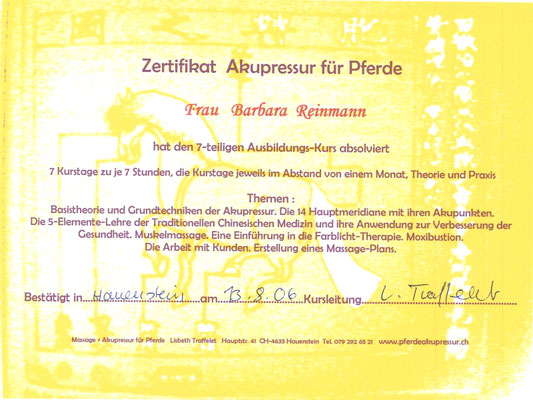 Zertifikat Akupressur für Pferde
Frau Barbara Reinmann
hat den 7-teiligen Ausbildungs-Kurs absolviert
7 Kurstage zu je 7 Stunden, die Kurstage jeweils im Abstand von einem Monat, Theorie und Praxis
Themen :
Basistheorie und Grundtechniken der Akupressur. Die 14 Hauptmeridiane mit ihren Akupunkten.
Die 5-Elemente-Lehre der Traditionellen Chinesischen Medizin und ihre Anwendung zur Verbesserung der
Gesundheit. Muskelmassage. Eine Einführung in die Farblicht-Therapie. Moxibustion.
Die Arbeit mit Kunden. Erstellung eines Massage-Plans.
Bestätigt in....Hauenstein....am..13.8.06..Kursleitung....L. Traffelet
Massage + Akupressur für Pferde Lisbeth Traffelet Hauptstr. 41 CH-4633 Hauenstein Tel. 079 292 65 21 www.pferdeakupressur.ch